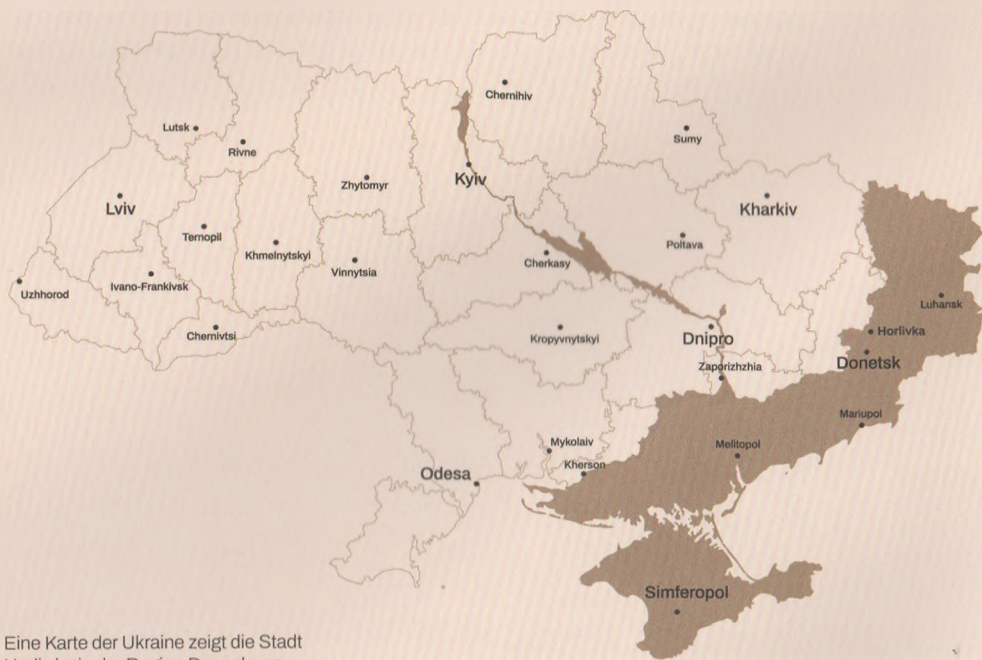 Chernihiv
Sumy
Lutsk
Rivne
Kyiv
Zhytomyr
Lviv
Kharkiv
Ternopil
Poltava
Khmelnytskyi
Cherkasy
Vinnytsia
Ivano-Frankivsk
Uzhhorod
Luhansk
Horlivka
Chernivtsi
Kropyvnytskyi
Dnipro
Donetsk
Zaporizhzhia
Mariupol
Mykolaiv
Melitopol
Kherson
Odesa
Simferopol
Eine Karte der Ukraine zeigt die Stadt